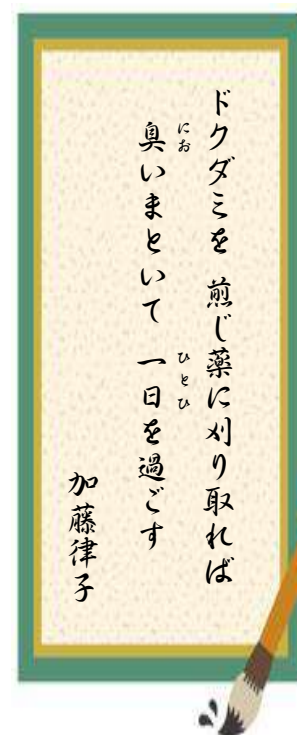 ドクダミを 煎じ薬に刈り取れば
臭いまといて 一日を過ごす
にお
ひとひ
加藤律子